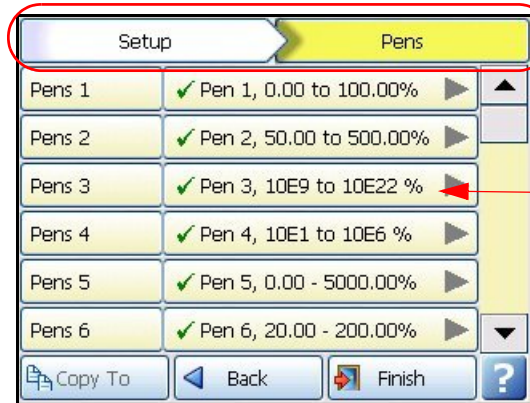 Setup Pens
Pens 1 Pen 1, 0.00 to 100.00%
Pens 2 Pen 2, 50.00 to 500.00%
Pens 3 Pen 3, 10E9 to 10E22 %
Pens 4 Pen 4, 10E1 to 10E6 %
Pens 5 Pen 5, 0.00 - 5000.00%
Pens 6 Pen 6, 20.00 - 200.00%
Copy To Back Finish ?